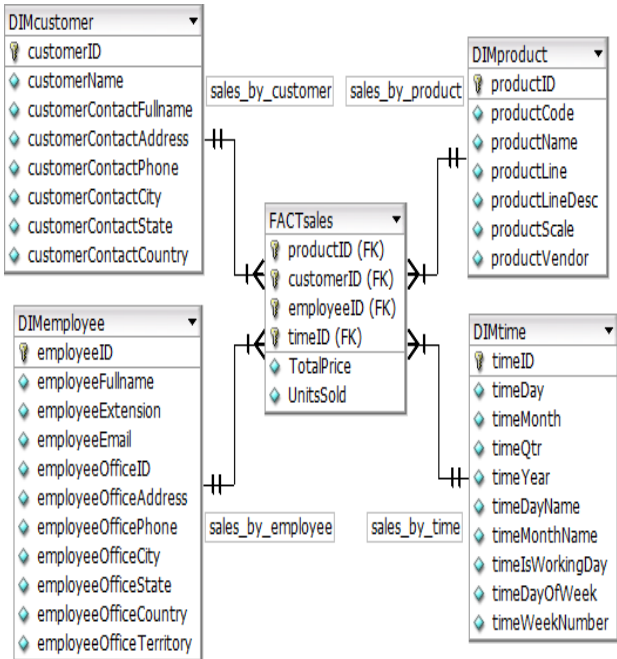 DIMcustomer
customerID
customerName
customerContactFullname
customerContactAddress
customerContactPhone
customerContactCity
customerContactState
customerContactCountry
sales_by_customer
sales_by_product
DIMproduct
productID
productCode
productName
productLine
productLineDesc
productScale
productVendor
FACTsales
productID (FK)
customerID (FK)
employeeID (FK)
timeID (FK)
TotalPrice
UnitsSold
DIMemployee
employeeID
employeeFullname
employeeExtension
employeeEmail
employeeOfficeID
employeeOfficeAddress
employeeOfficePhone
employeeOfficeCity
employeeOfficeState
employeeOfficeCountry
employeeOfficeTerritory
sales_by_employee
sales_by_time
DIMtime
timeID
timeDay
timeMonth
timeQtr
timeYear
timeDayName
timeMonthName
timeIsWorkingDay
timeDayOfWeek
timeWeekNumber